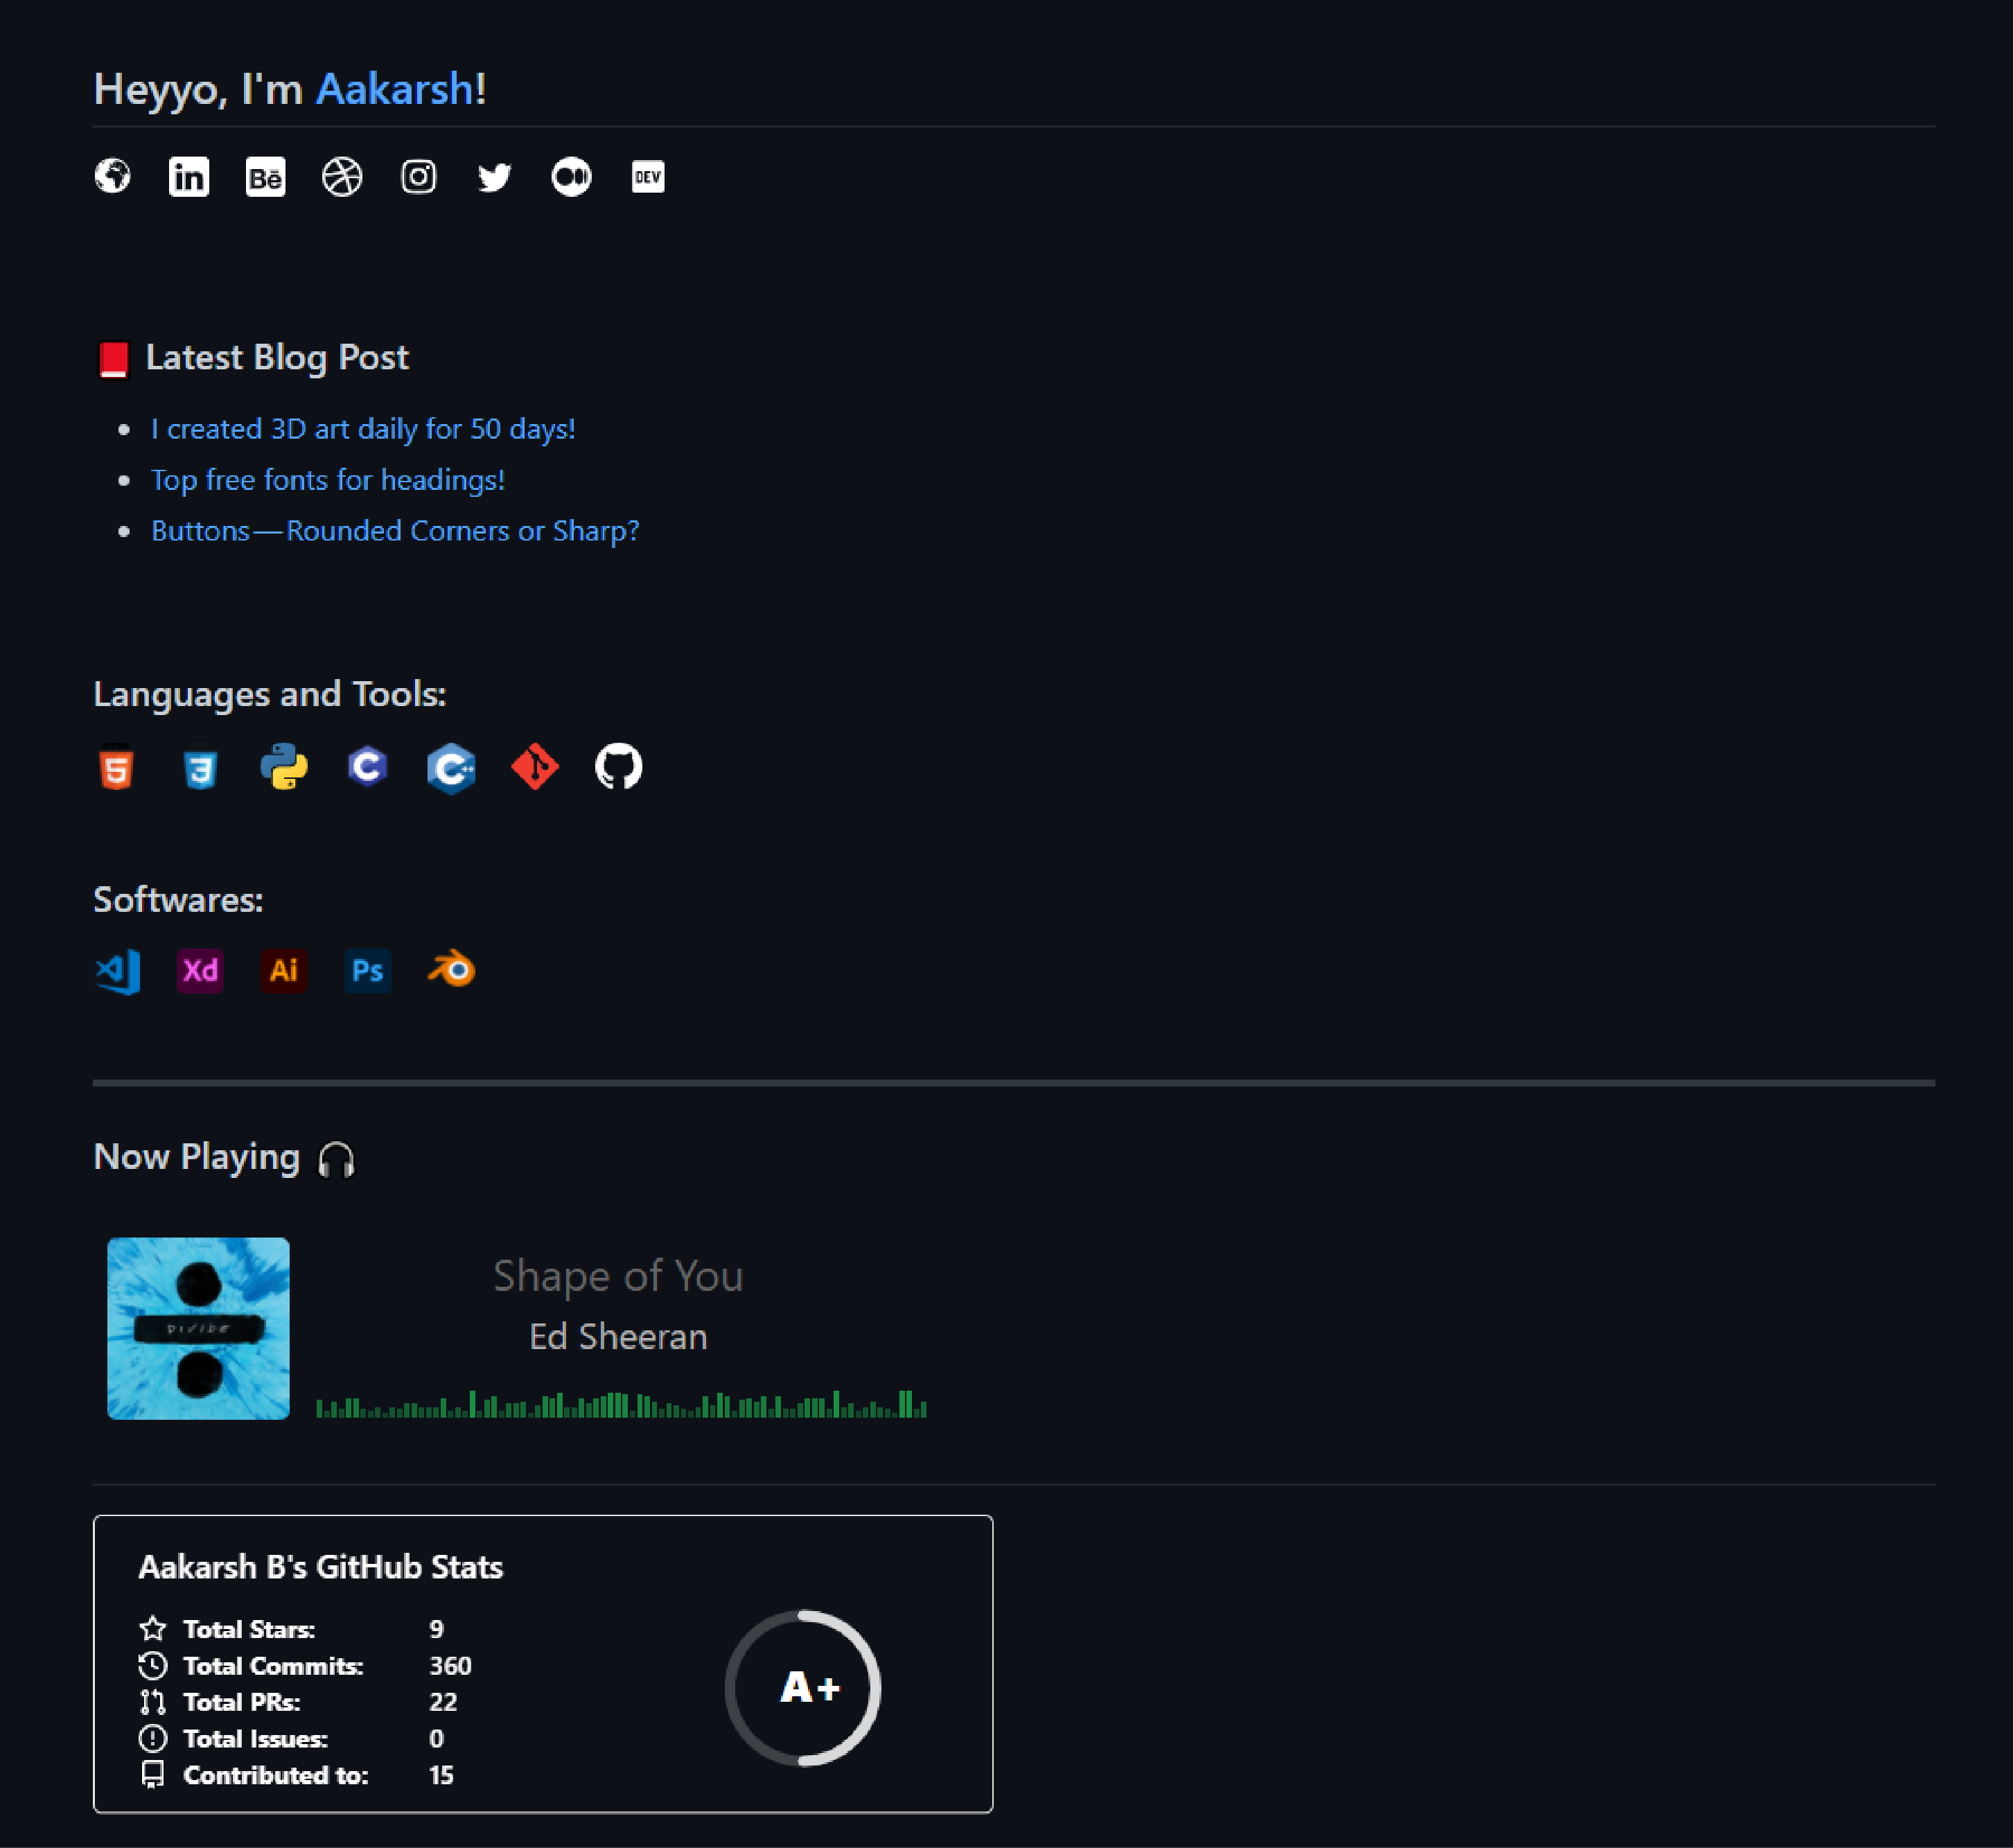 Heyyo, I'm Aakarsh!
in Bē DEV
Latest Blog Post
I created 3D art daily for 50 days!
Top free fonts for headings!
Buttons — Rounded Corners or Sharp?
Languages and Tools:
5 3 C C++
Softwares:
Xd Ai Ps
Now Playing
DIVIDE
Shape of You
Ed Sheeran
Aakarsh B's GitHub Stats
Total Stars: 9
Total Commits: 360
Total PRs: 22
Total Issues: 0
Contributed to: 15
A+